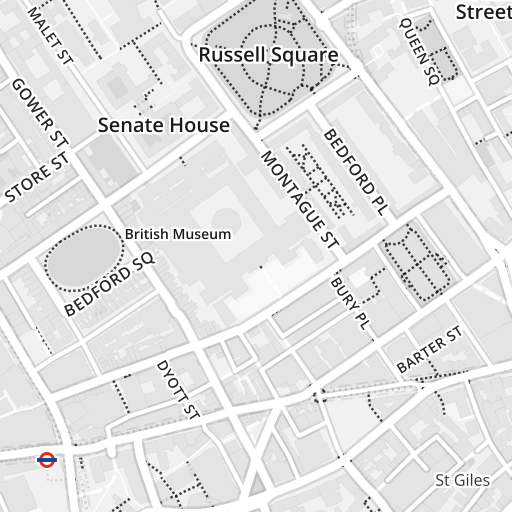 Street
MALET ST
QUEEN SQ
Russell Square
GOWER ST
Senate House
BEDFORD PL
STORE ST
MONTAGUE ST
British Museum
BEDFORD SQ
BURY PL
BARTER ST
DYOTT ST
St Giles